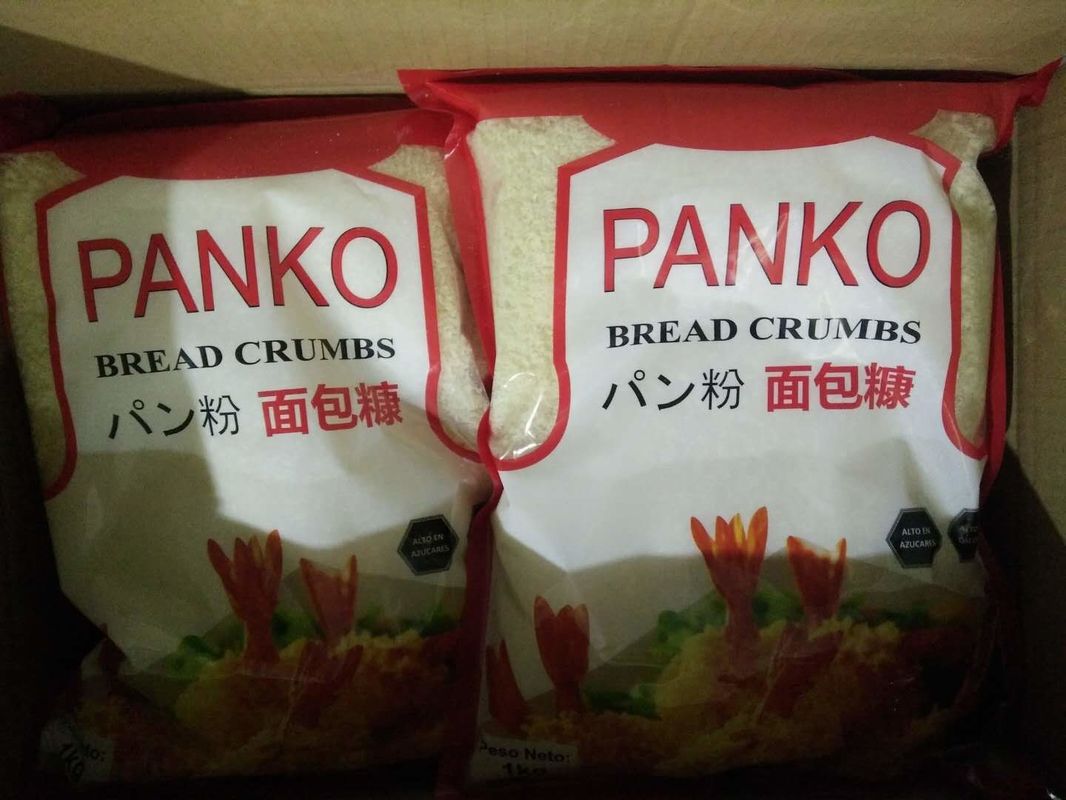 PANKO
BREAD CRUMBS
パン粉 面包糠
ALTO EN
AZUCARES
1kg
PANKO
BREAD CRUMBS
パン粉 面包糠
ALTO EN
AZUCARES
Peso Neto:
1kg